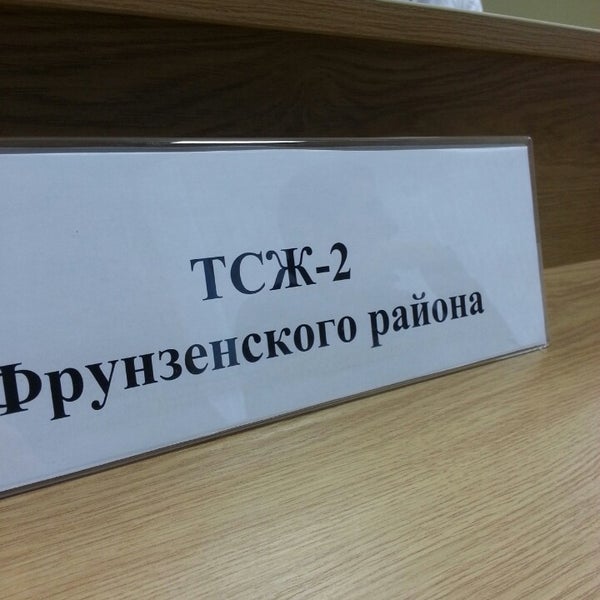 ТСЖ-2
Фрунзенского района